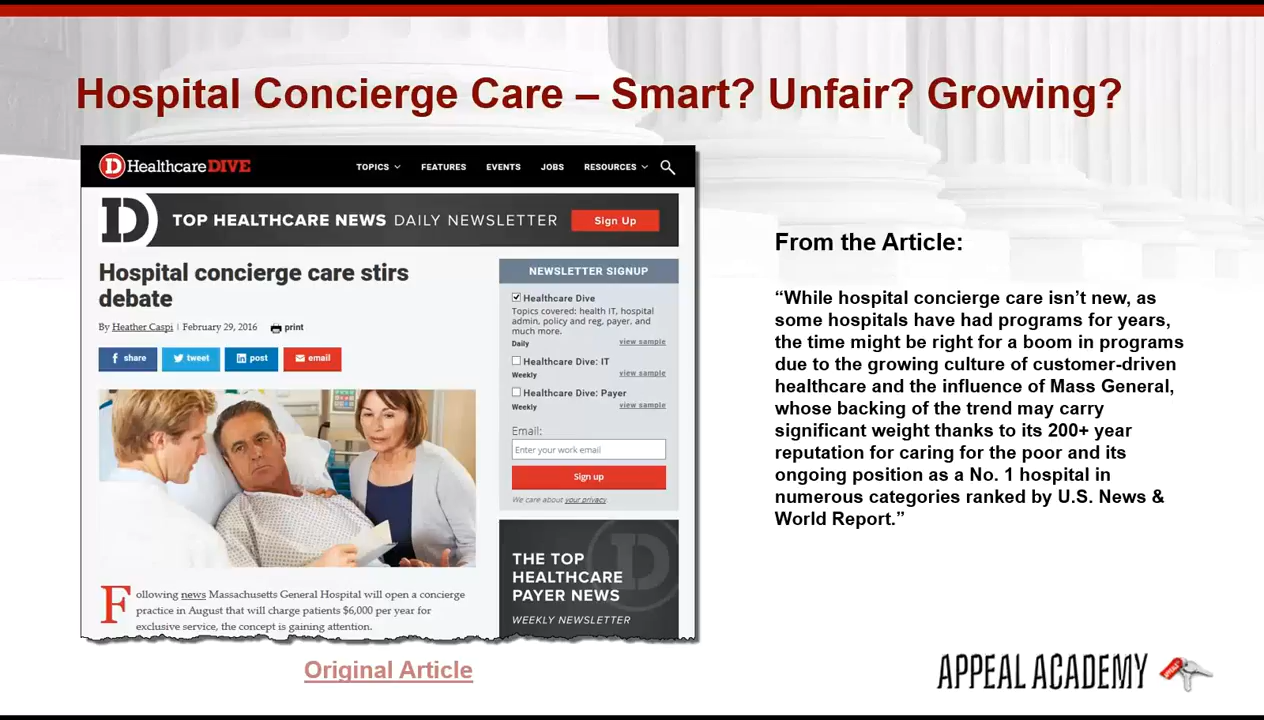 Hospital Concierge Care – Smart? Unfair? Growing?
D HealthcareDIVE
TOPICS FEATURES EVENTS JOBS RESOURCES
D TOP HEALTHCARE NEWS DAILY NEWSLETTER Sign Up
Hospital concierge care stirs
debate
By Heather Caspi | February 29, 2016 print
f share tweet in post email
Following news Massachusetts General Hospital will open a concierge
practice in August that will charge patients $6,000 per year for
exclusive service, the concept is gaining attention.
NEWSLETTER SIGNUP
Healthcare Dive
Topics covered: health IT, hospital
admin, policy and reg, payer, and
much more.
Daily view sample
Healthcare Dive: IT
Weekly view sample
Healthcare Dive: Payer
Weekly view sample
Email:
Enter your work email
Sign up
We care about your privacy.
THE TOP
HEALTHCARE
PAYER NEWS
WEEKLY NEWSLETTER
Original Article
From the Article:
“While hospital concierge care isn’t new, as
some hospitals have had programs for years,
the time might be right for a boom in programs
due to the growing culture of customer-driven
healthcare and the influence of Mass General,
whose backing of the trend may carry
significant weight thanks to its 200+ year
reputation for caring for the poor and its
ongoing position as a No. 1 hospital in
numerous categories ranked by U.S. News &
World Report.”
APPEAL ACADEMY